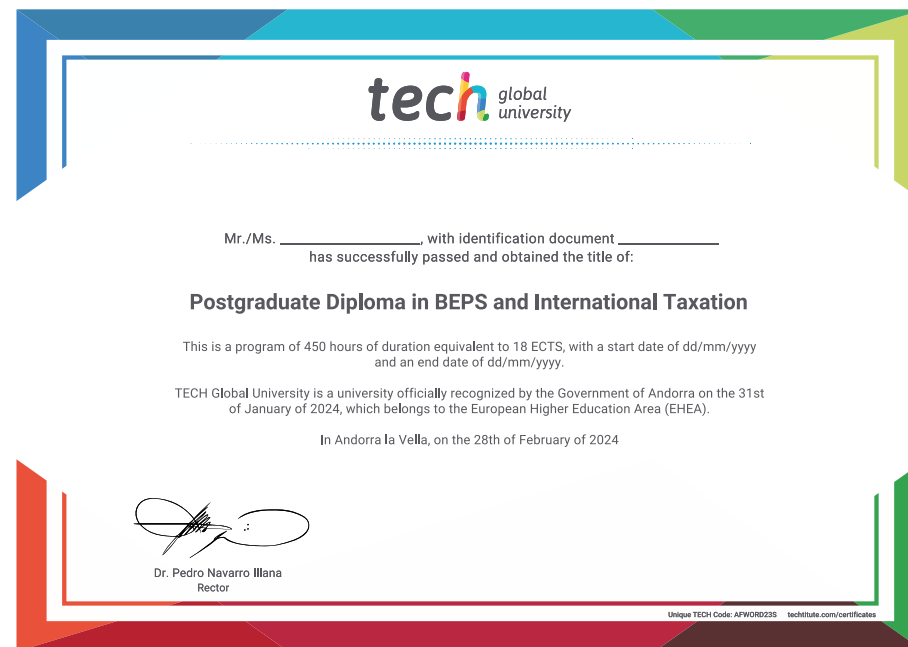 tech global university
Mr./Ms. ____________________, with identification document ______________
has successfully passed and obtained the title of:
Postgraduate Diploma in BEPS and International Taxation
This is a program of 450 hours of duration equivalent to 18 ECTS, with a start date of dd/mm/yyyy
and an end date of dd/mm/yyyy.
TECH Global University is a university officially recognized by the Government of Andorra on the 31st
of January of 2024, which belongs to the European Higher Education Area (EHEA).
In Andorra la Vella, on the 28th of February of 2024
Dr. Pedro Navarro Illana
Rector
Unique TECH Code: AFWORD23S techtitute.com/certificates